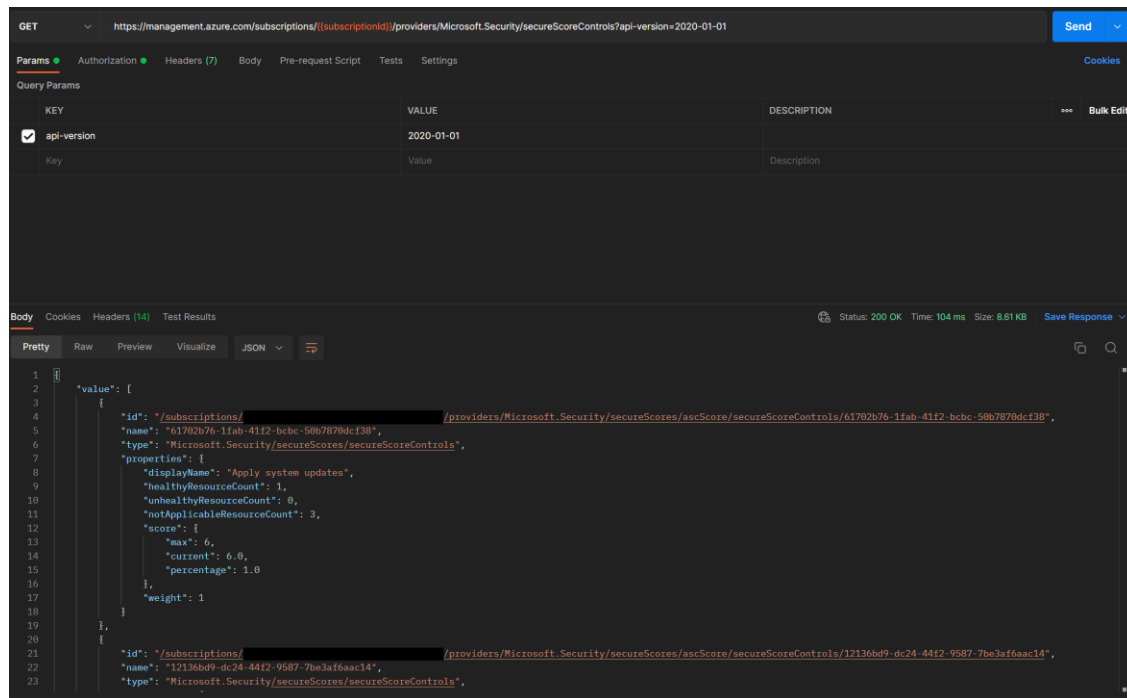 GET https://management.azure.com/subscriptions/{{subscriptionId}}/providers/Microsoft.Security/secureScoreControls?api-version=2020-01-01 Send
Params Authorization Headers (7) Body Pre-request Script Tests Settings Cookies
Query Params
KEY VALUE DESCRIPTION ooo Bulk Edit
api-version 2020-01-01
Key Value Description
Body Cookies Headers (14) Test Results Status: 200 OK Time: 104 ms Size: 8.61 KB Save Response
Pretty Raw Preview Visualize JSON
1 {
2 "value": [
3 {
4 "id": "/subscriptions/ /providers/Microsoft.Security/secureScores/ascScore/secureScoreControls/61702b76-1fab-41f2-bcbc-50b7870dcf38",
5 "name": "61702b76-1fab-41f2-bcbc-50b7870dcf38",
6 "type": "Microsoft.Security/secureScores/secureScoreControls",
7 "properties": {
8 "displayName": "Apply system updates",
9 "healthyResourceCount": 1,
10 "unhealthyResourceCount": 0,
11 "notApplicableResourceCount": 3,
12 "score": {
13 "max": 6,
14 "current": 6.0,
15 "percentage": 1.0
16 },
17 "weight": 1
18 }
19 },
20 {
21 "id": "/subscriptions/ /providers/Microsoft.Security/secureScores/ascScore/secureScoreControls/12136bd9-dc24-44f2-9587-7be3af6aac14",
22 "name": "12136bd9-dc24-44f2-9587-7be3af6aac14",
23 "type": "Microsoft.Security/secureScores/secureScoreControls",